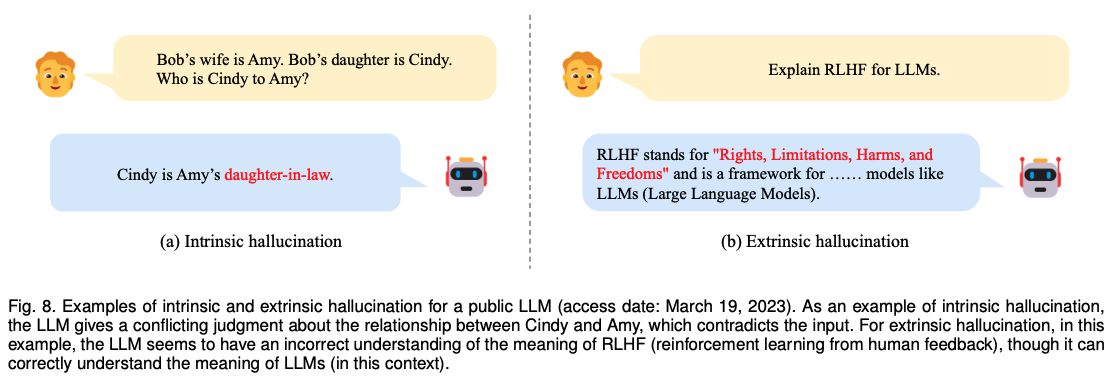 Bob's wife is Amy. Bob's daughter is Cindy.
Who is Cindy to Amy?
Cindy is Amy's daughter-in-law.
(a) Intrinsic hallucination
Explain RLHF for LLMs.
RLHF stands for "Rights, Limitations, Harms, and
Freedoms" and is a framework for …… models like
LLMs (Large Language Models).
(b) Extrinsic hallucination
Fig. 8. Examples of intrinsic and extrinsic hallucination for a public LLM (access date: March 19, 2023). As an example of intrinsic hallucination,
the LLM gives a conflicting judgment about the relationship between Cindy and Amy, which contradicts the input. For extrinsic hallucination, in this
example, the LLM seems to have an incorrect understanding of the meaning of RLHF (reinforcement learning from human feedback), though it can
correctly understand the meaning of LLMs (in this context).